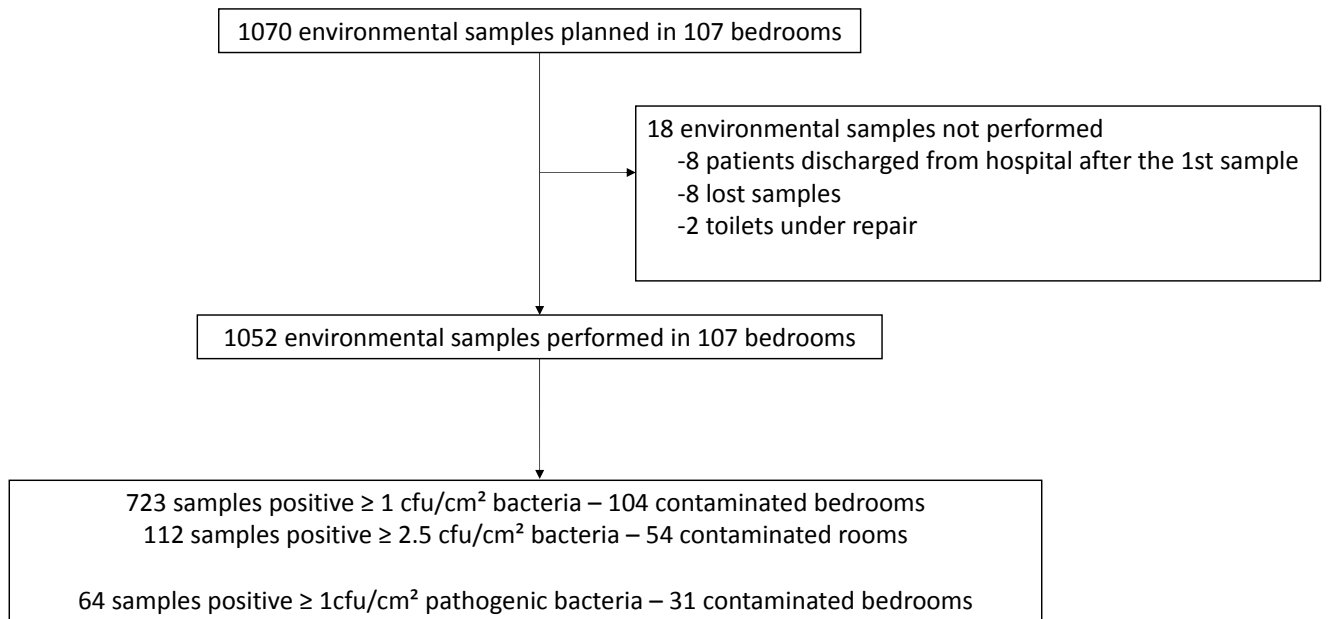 1070 environmental samples planned in 107 bedrooms
18 environmental samples not performed
-8 patients discharged from hospital after the 1st sample
-8 lost samples
-2 toilets under repair
1052 environmental samples performed in 107 bedrooms
723 samples positive ≥ 1 cfu/cm² bacteria – 104 contaminated bedrooms
112 samples positive ≥ 2.5 cfu/cm² bacteria – 54 contaminated rooms
64 samples positive ≥ 1cfu/cm² pathogenic bacteria – 31 contaminated bedrooms